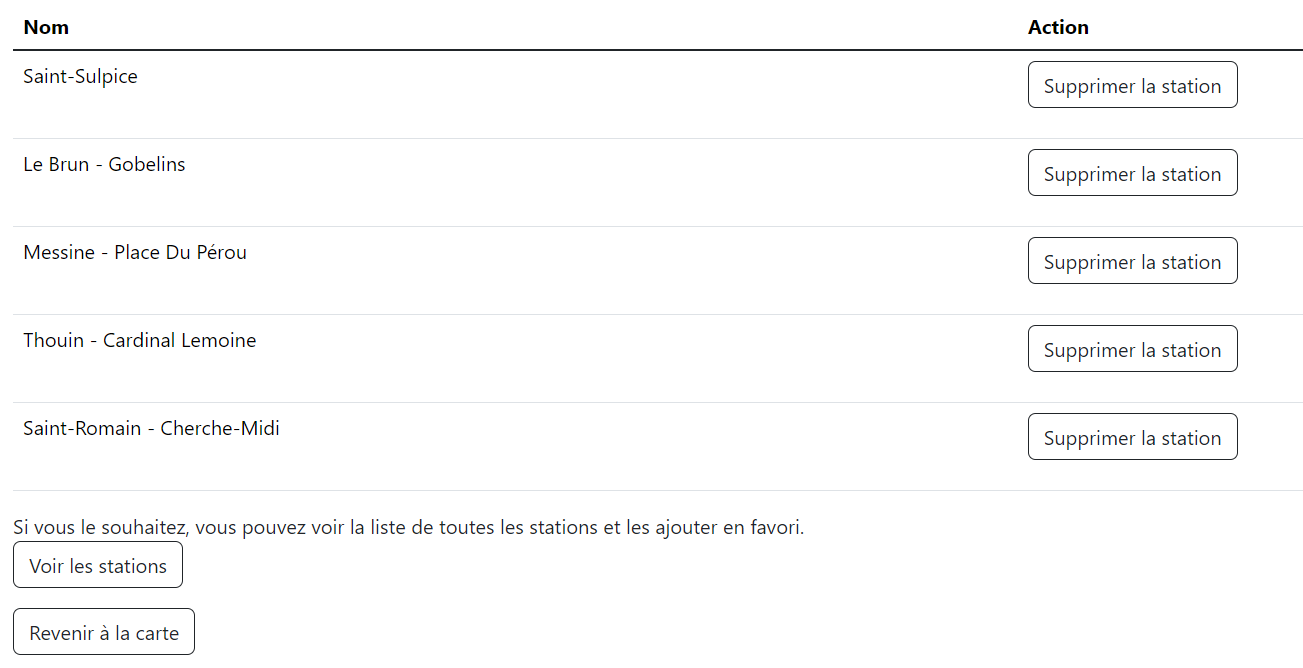 Nom Action
Saint-Sulpice Supprimer la station
Le Brun - Gobelins Supprimer la station
Messine - Place Du Pérou Supprimer la station
Thouin - Cardinal Lemoine Supprimer la station
Saint-Romain - Cherche-Midi Supprimer la station
Si vous le souhaitez, vous pouvez voir la liste de toutes les stations et les ajouter en favori.
Voir les stations
Revenir à la carte